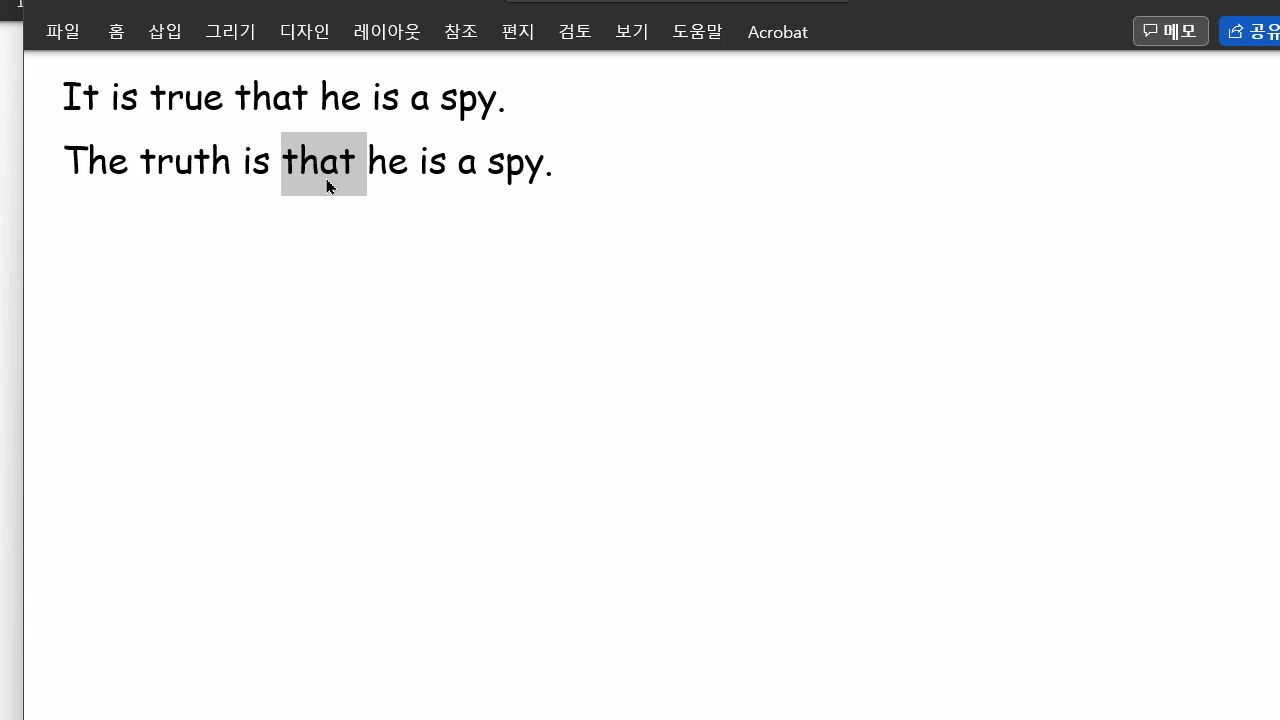 파일 홈 삽입 그리기 디자인 레이아웃 참조 편지 검토 보기 도움말 Acrobat 메모 공유
It is true that he is a spy.
The truth is that he is a spy.